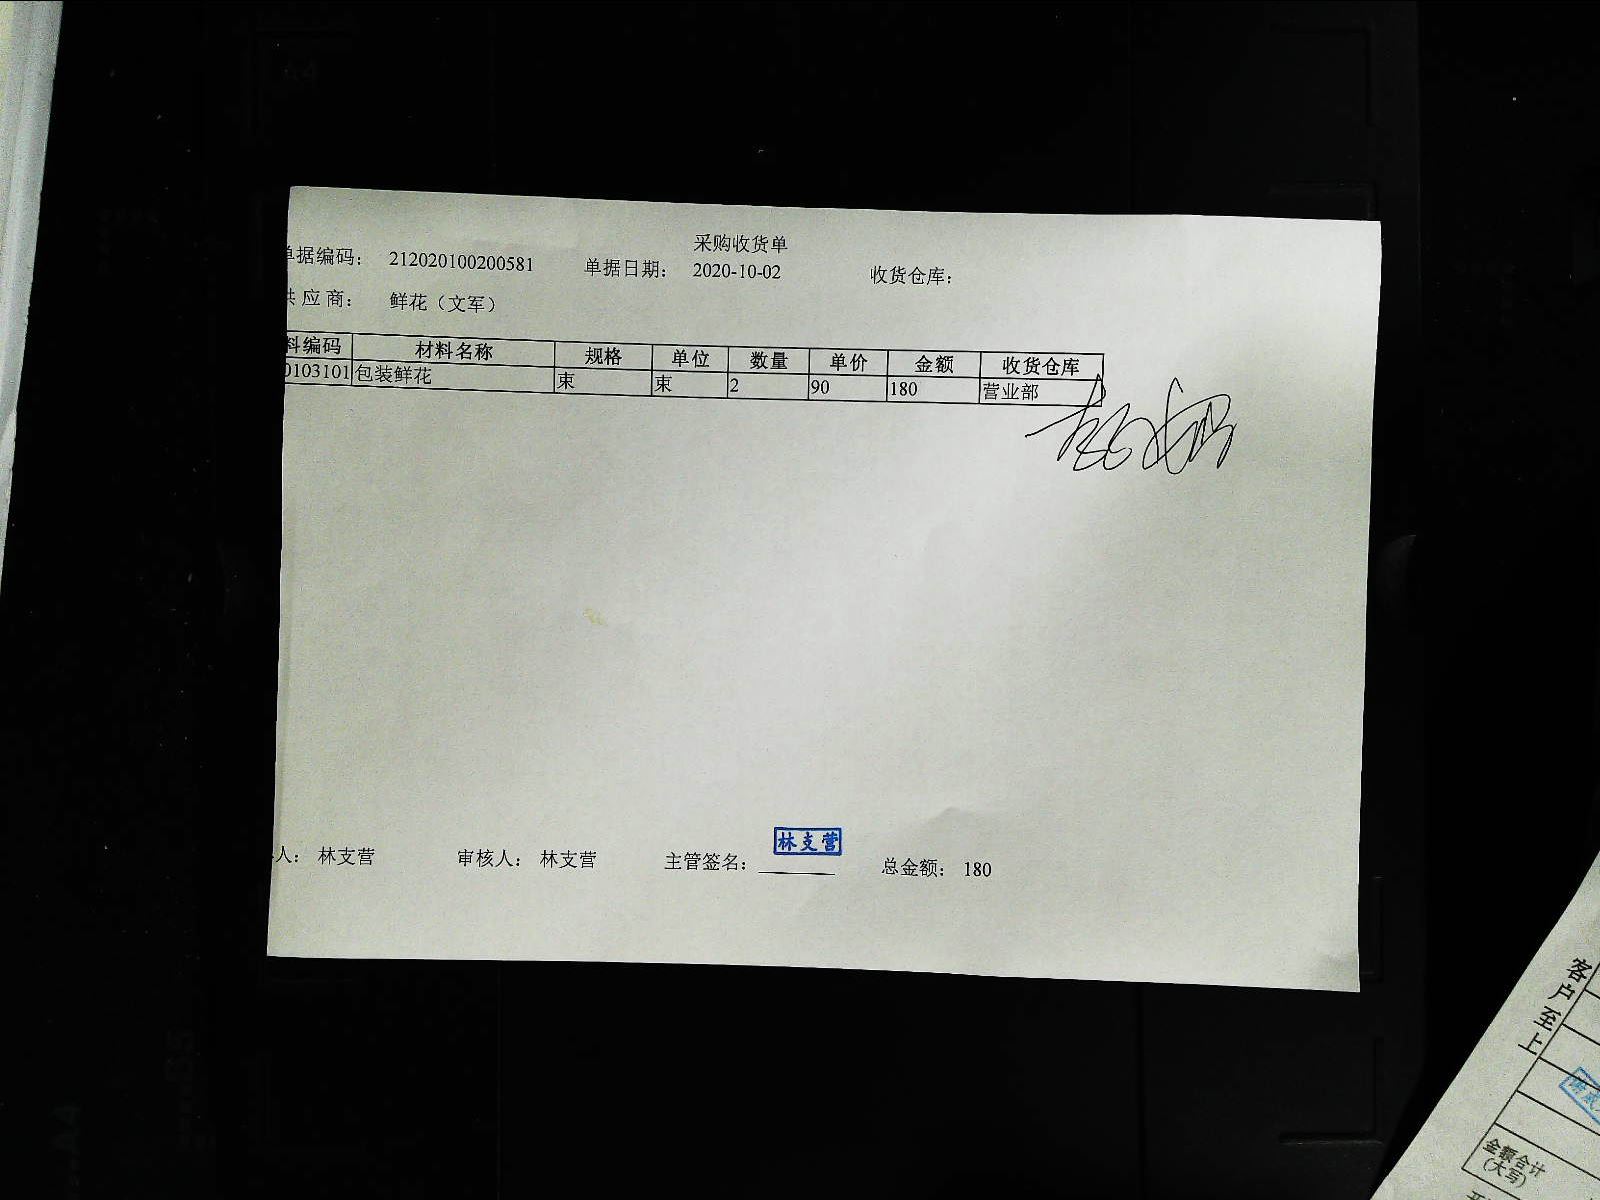 采购收货单
单据编码： 212020100200581 单据日期： 2020-10-02 收货仓库：
供应商： 鲜花（文军）
料编码 材料名称 规格 单位 数量 单价 金额 收货仓库
0103101 包装鲜花 束 束 2 90 180 营业部
人： 林支营 审核人： 林支营 主管签名： 林支营 总金额： 180
客户至上
金额合计
（大写）